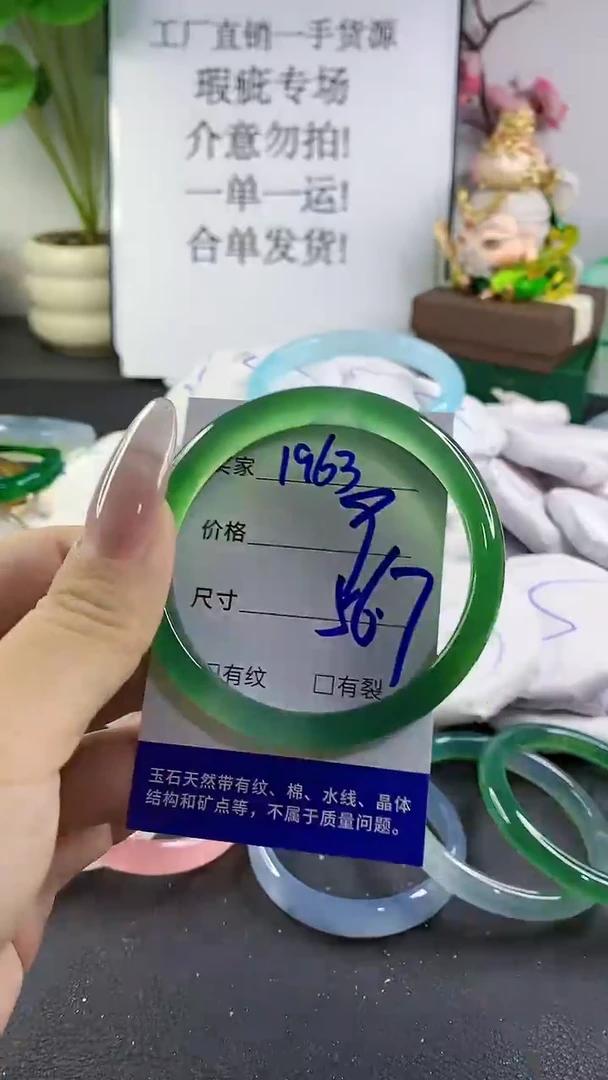 工厂直销一手货源
瑕疵专场
介意勿拍!
一单一运!
合单发货!
买家 1963
价格
尺寸 56.7
□有纹 □有裂
玉石天然带有纹、棉、水线、晶体
结构和矿点等，不属于质量问题。